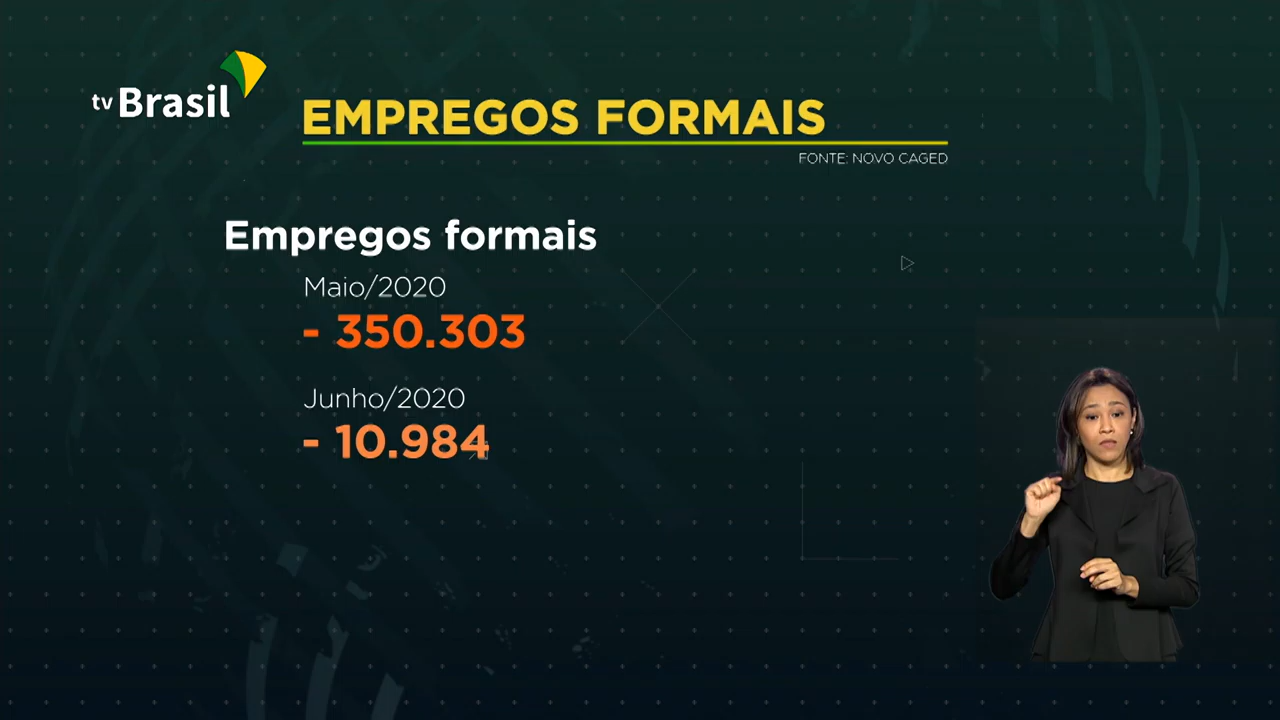 tv Brasil
EMPREGOS FORMAIS
FONTE: NOVO CAGED
Empregos formais
Maio/2020
- 350.303
Junho/2020
- 10.984